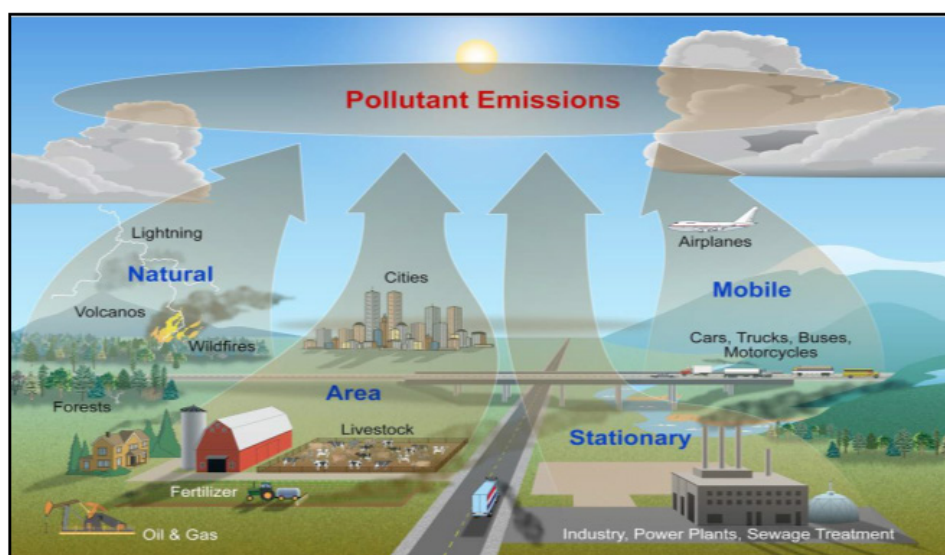 Pollutant Emissions
Lightning
Natural
Volcanos
Wildfires
Forests
Cities
Area
Livestock
Fertilizer
Oil & Gas
Airplanes
Mobile
Cars, Trucks, Buses,
Motorcycles
Stationary
Industry, Power Plants, Sewage Treatment